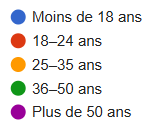 Moins de 18 ans
18–24 ans
25–35 ans
36–50 ans
Plus de 50 ans